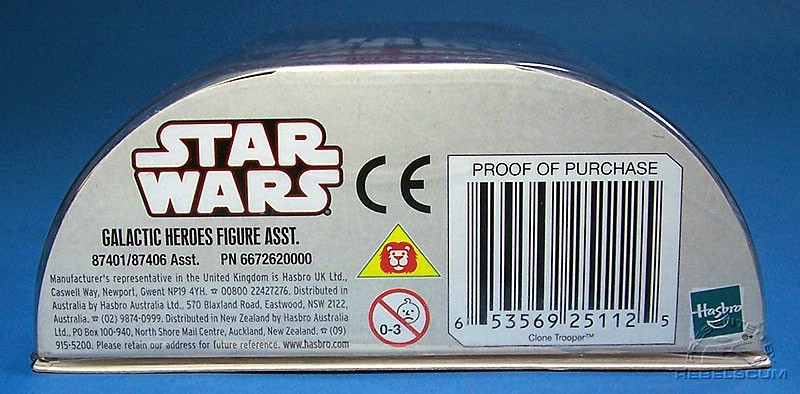 STAR
WARS
GALACTIC HEROES FIGURE ASST.
87401/87406 Asst. PN 6672620000
Manufacturer's representative in the United Kingdom is Hasbro UK Ltd.,
Caswell Way, Newport, Gwent NP19 4YH. ☎ 00800 22427276. Distributed in
Australia by Hasbro Australia Ltd., 570 Blaxland Road, Eastwood, NSW 2122,
Australia. ☎ (02) 9874-0999. Distributed in New Zealand by Hasbro Australia
Ltd., PO Box 100-940, North Shore Mail Centre, Auckland, New Zealand. ☎ (09)
915-5200. Please retain our address for future reference. www.hasbro.com
CE
0-3
PROOF OF PURCHASE
6 53569 25112 5
Clone Trooper™
Hasbro
REBELSCUM